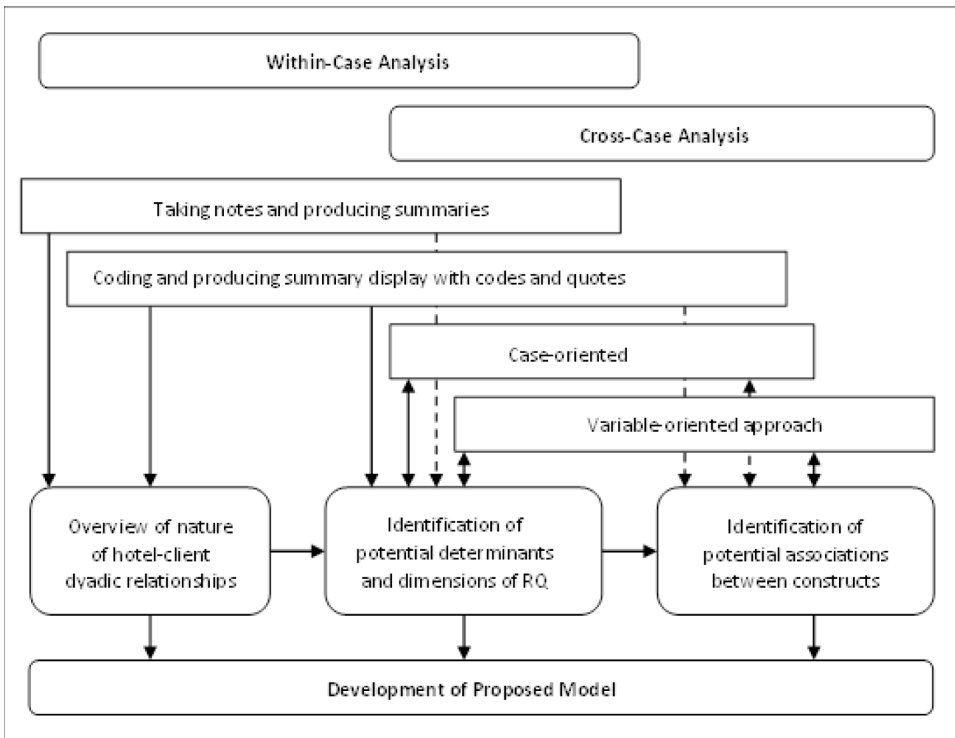 Within-Case Analysis
Cross-Case Analysis
Taking notes and producing summaries
Coding and producing summary display with codes and quotes
Case-oriented
Variable-oriented approach
Overview of nature
of hotel-client
dyadic relationships
Identification of
potential determinants
and dimensions of RQ
Identification of
potential associations
between constructs
Development of Proposed Model